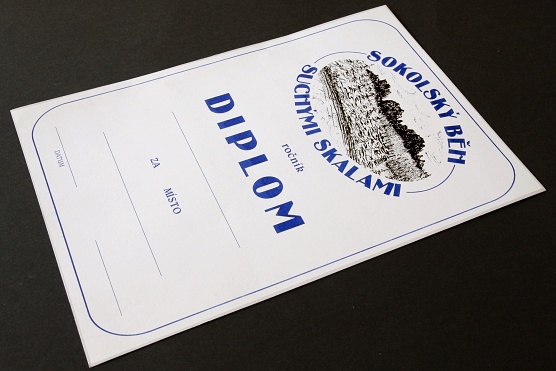 SOKOLSKÝ BĚH
SUCHÝMI SKALAMI
ročník
DIPLOM
ZA MÍSTO
DATUM